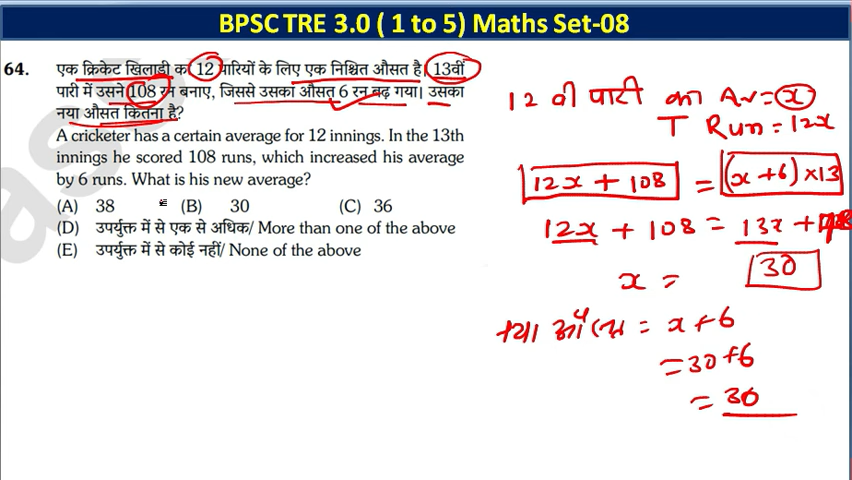 BPSC TRE 3.0 ( 1 to 5) Maths Set-08
64. एक क्रिकेट खिलाड़ी के 12 पारियों के लिए एक निश्चित औसत है। 13वीं
पारी में उसने 108 रन बनाए, जिससे उसका औसत 6 रन बढ़ गया। उसका
नया औसत कितना है?
A cricketer has a certain average for 12 innings. In the 13th
innings he scored 108 runs, which increased his average
by 6 runs. What is his new average?
(A) 38 (B) 30 (C) 36
(D) उपर्युक्त में से एक से अधिक/ More than one of the above
(E) उपर्युक्त में से कोई नहीं/ None of the above
12 वी पारी का Av = x
T Run = 12x
12x + 108 = (x+6) ×13
12x + 108 = 13x +
x = 30
= x + 6
= 30 + 6
= 30